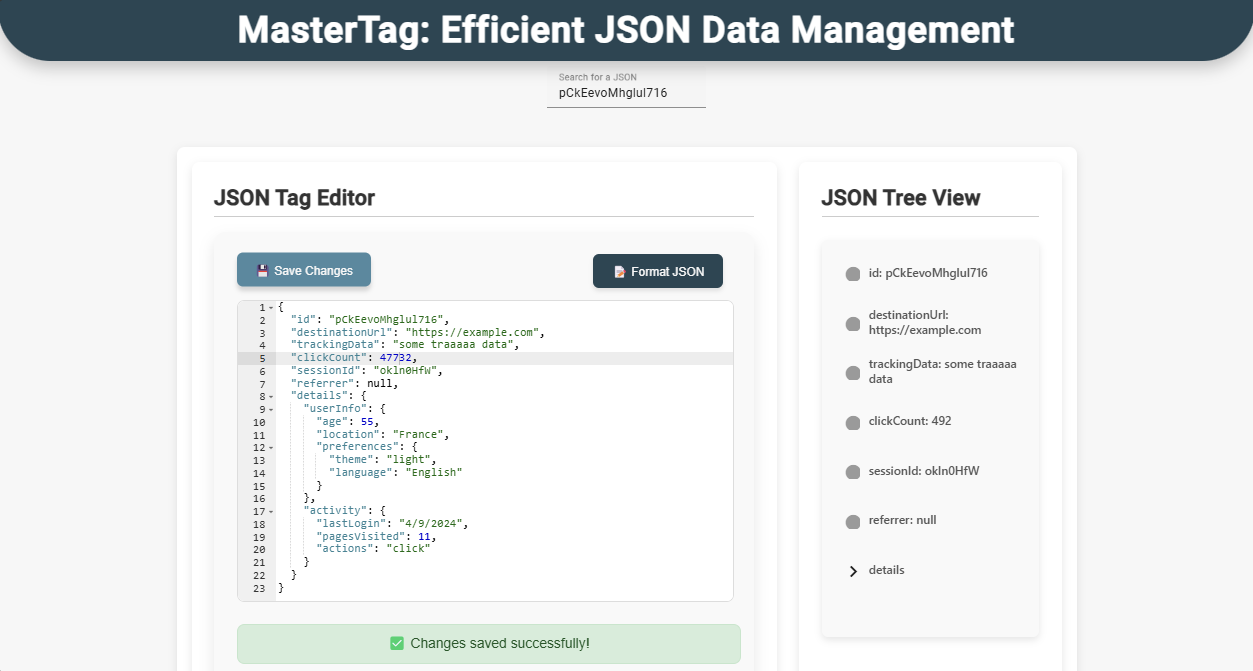 MasterTag: Efficient JSON Data Management
Search for a JSON
pCkEevoMhglul716
JSON Tag Editor
Save Changes
Format JSON
1 {
2 "id": "pCkEevoMhglul716",
3 "destinationUrl": "https://example.com",
4 "trackingData": "some traaaaa data",
5 "clickCount": 47732,
6 "sessionId": "okln0HfW",
7 "referrer": null,
8 "details": {
9 "userInfo": {
10 "age": 55,
11 "location": "France",
12 "preferences": {
13 "theme": "light",
14 "language": "English"
15 }
16 },
17 "activity": {
18 "lastLogin": "4/9/2024",
19 "pagesVisited": 11,
20 "actions": "click"
21 }
22 }
23 }
Changes saved successfully!
JSON Tree View
id: pCkEevoMhglul716
destinationUrl:
https://example.com
trackingData: some traaaaa
data
clickCount: 492
sessionId: okln0HfW
referrer: null
details